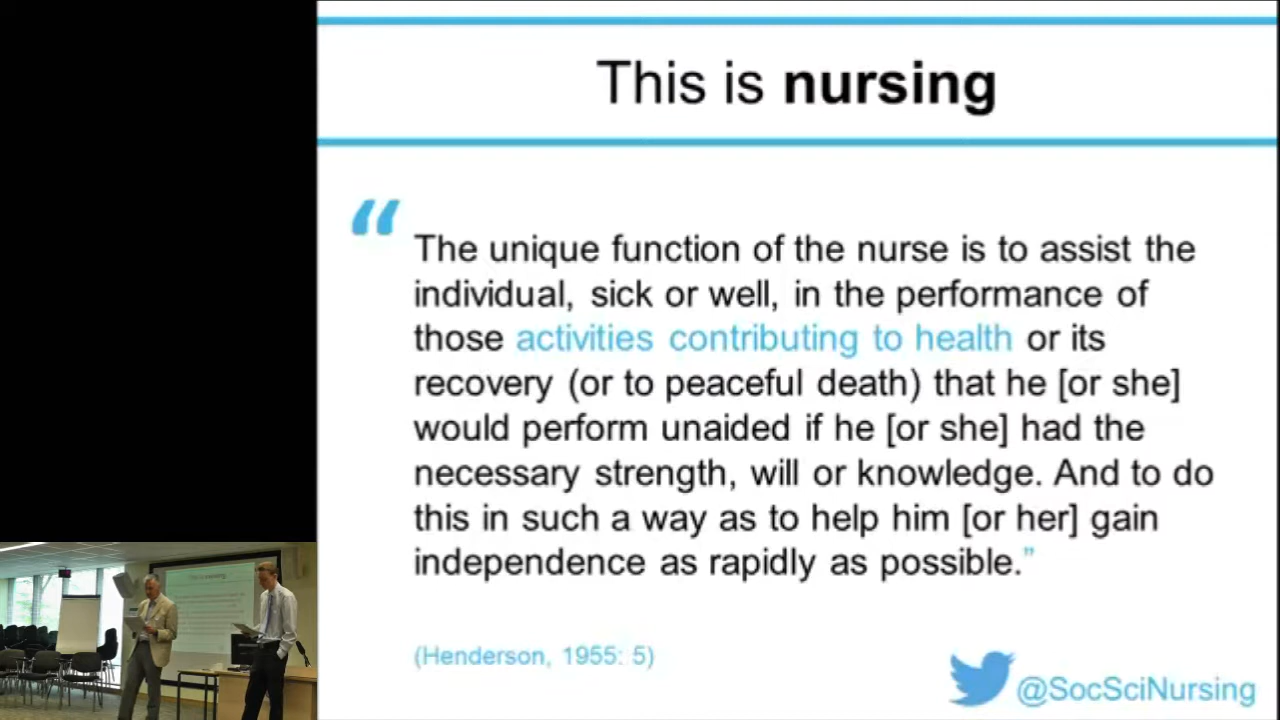 This is nursing
“
The unique function of the nurse is to assist the
individual, sick or well, in the performance of
those activities contributing to health or its
recovery (or to peaceful death) that he [or she]
would perform unaided if he [or she] had the
necessary strength, will or knowledge. And to do
this in such a way as to help him [or her] gain
independence as rapidly as possible.”
(Henderson, 1955: 5)
@SocSciNursing
This is nursing